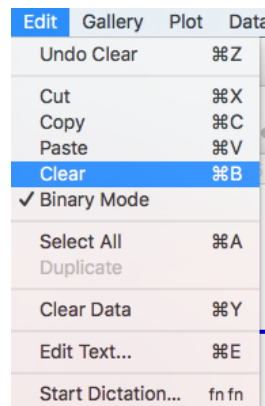 Edit Gallery Plot Data
Undo Clear ⌘Z
Cut ⌘X
Copy ⌘C
Paste ⌘V
Clear ⌘B
✓ Binary Mode
Select All ⌘A
Duplicate
Clear Data ⌘Y
Edit Text... ⌘E
Start Dictation... fn fn